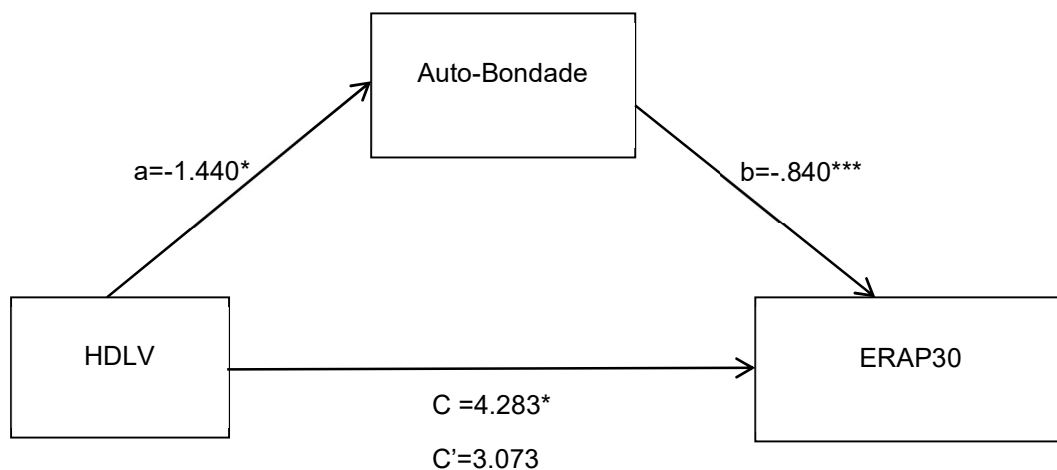 Auto-Bondade
a=-1.440*
b=-.840***
HDLV
ERAP30
C =4.283*
C'=3.073